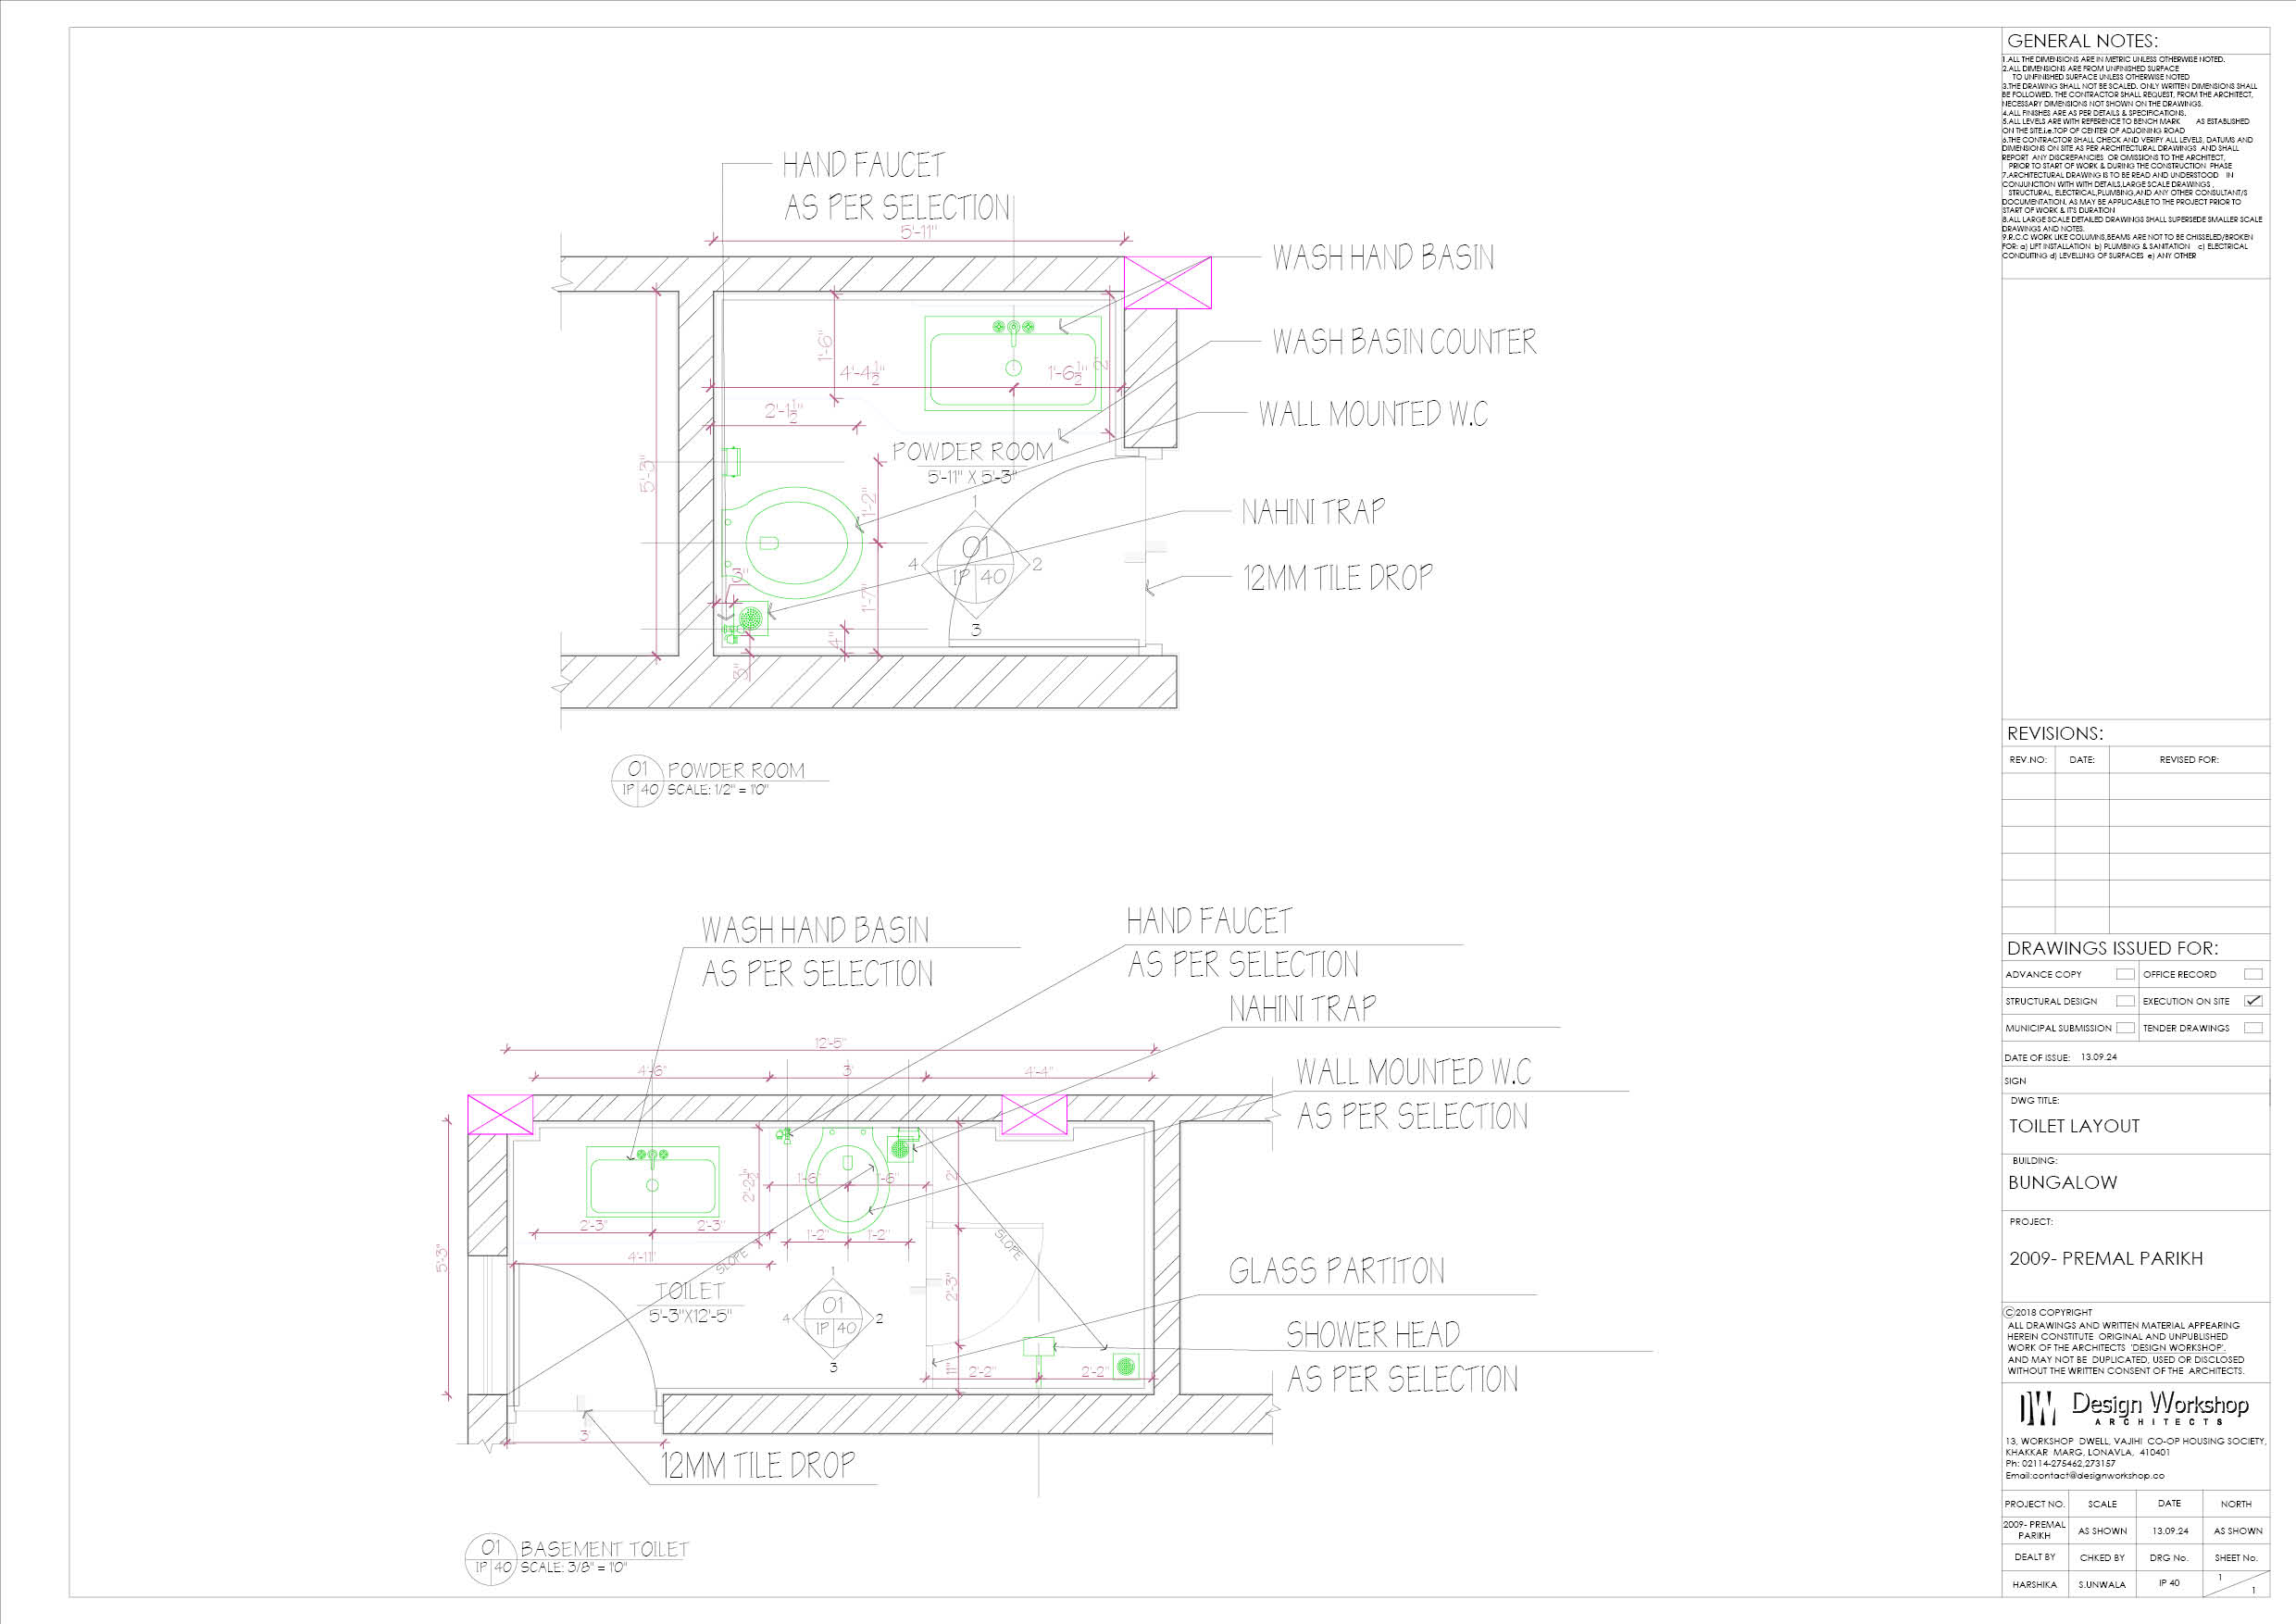 HAND FAUCET
AS PER SELECTION
5'-11"
WASH HAND BASIN
WASH BASIN COUNTER
WALL MOUNTED W.C
NAHINI TRAP
12MM TILE DROP
1'-6"
4'-4½"
1'-6½"
2'
2'-1½"
5'-3"
POWDER ROOM
5'-11" X 5'-3"
1'-2"
1
4
01
2
IP 40
3
3"
1'-7"
4"
3"
01
POWDER ROOM
IP 40
SCALE: 1/2" = 1'0"
WASH HAND BASIN
AS PER SELECTION
HAND FAUCET
AS PER SELECTION
NAHINI TRAP
WALL MOUNTED W.C
AS PER SELECTION
GLASS PARTITON
SHOWER HEAD
AS PER SELECTION
12MM TILE DROP
12'-5"
4'-6"
3'
4'-4"
5'-3"
2'-2½"
1'-6"
1'-6"
2'
2'-3"
2'-3"
1'-2"
1'-2"
4'-11"
SLOPE
SLOPE
TOILET
5'-3"X12'-5"
1
4
01
2
IP 40
3
2'-3"
11"
2'-2"
2'-2"
3'
01
BASEMENT TOILET
IP 40
SCALE: 3/8" = 1'0"
GENERAL NOTES:
1.ALL THE DIMENSIONS ARE IN METRIC UNLESS OTHERWISE NOTED.
2.ALL DIMENSIONS ARE FROM UNFINISHED SURFACE
TO UNFINISHED SURFACE UNLESS OTHERWISE NOTED
3.THE DRAWING SHALL NOT BE SCALED. ONLY WRITTEN DIMENSIONS SHALL
BE FOLLOWED. THE CONTRACTOR SHALL REQUEST, FROM THE ARCHITECT,
NECESSARY DIMENSIONS NOT SHOWN ON THE DRAWINGS.
4.ALL FINISHES ARE AS PER DETAILS & SPECIFICATIONS.
5.ALL LEVELS ARE WITH REFERENCE TO BENCH MARK AS ESTABLISHED
ON THE SITE.i.e.TOP OF CENTER OF ADJOINING ROAD
6.THE CONTRACTOR SHALL CHECK AND VERIFY ALL LEVELS, DATUMS AND
DIMENSIONS ON SITE AS PER ARCHITECTURAL DRAWINGS AND SHALL
REPORT ANY DISCREPANCIES OR OMISSIONS TO THE ARCHITECT,
PRIOR TO START OF WORK & DURING THE CONSTRUCTION PHASE
7.ARCHITECTURAL DRAWING IS TO BE READ AND UNDERSTOOD IN
CONJUNCTION WITH WITH DETAILS,LARGE SCALE DRAWINGS ,
STRUCTURAL, ELECTRICAL,PLUMBING,AND ANY OTHER CONSULTANT/S
DOCUMENTATION, AS MAY BE APPLICABLE TO THE PROJECT PRIOR TO
START OF WORK & IT'S DURATION
8.ALL LARGE SCALE DETAILED DRAWINGS SHALL SUPERSEDE SMALLER SCALE
DRAWINGS AND NOTES.
9.R.C.C WORK LIKE COLUMNS,BEAMS ARE NOT TO BE CHISSELED/BROKEN
FOR: a) LIFT INSTALLATION b) PLUMBING & SANITATION c) ELECTRICAL
CONDUITING d) LEVELLING OF SURFACES e) ANY OTHER
REVISIONS:
REV.NO: DATE: REVISED FOR:
DRAWINGS ISSUED FOR:
ADVANCE COPY OFFICE RECORD
STRUCTURAL DESIGN EXECUTION ON SITE
MUNICIPAL SUBMISSION TENDER DRAWINGS
DATE OF ISSUE: 13.09.24
SIGN
DWG TITLE:
TOILET LAYOUT
BUILDING:
BUNGALOW
PROJECT:
2009- PREMAL PARIKH
©2018 COPYRIGHT
ALL DRAWINGS AND WRITTEN MATERIAL APPEARING
HEREIN CONSTITUTE ORIGINAL AND UNPUBLISHED
WORK OF THE ARCHITECTS 'DESIGN WORKSHOP'.
AND MAY NOT BE DUPLICATED, USED OR DISCLOSED
WITHOUT THE WRITTEN CONSENT OF THE ARCHITECTS.
DW Design Workshop
ARCHITECTS
13, WORKSHOP DWELL, VAJIHI CO-OP HOUSING SOCIETY,
KHAKKAR MARG, LONAVLA, 410401
Ph: 02114-275462,273157
Email:contact@designworkshop.co
PROJECT NO. SCALE DATE NORTH
2009- PREMAL
PARIKH
AS SHOWN 13.09.24 AS SHOWN
DEALT BY CHKED BY DRG No. SHEET No.
HARSHIKA S.UNWALA IP 40 1
1